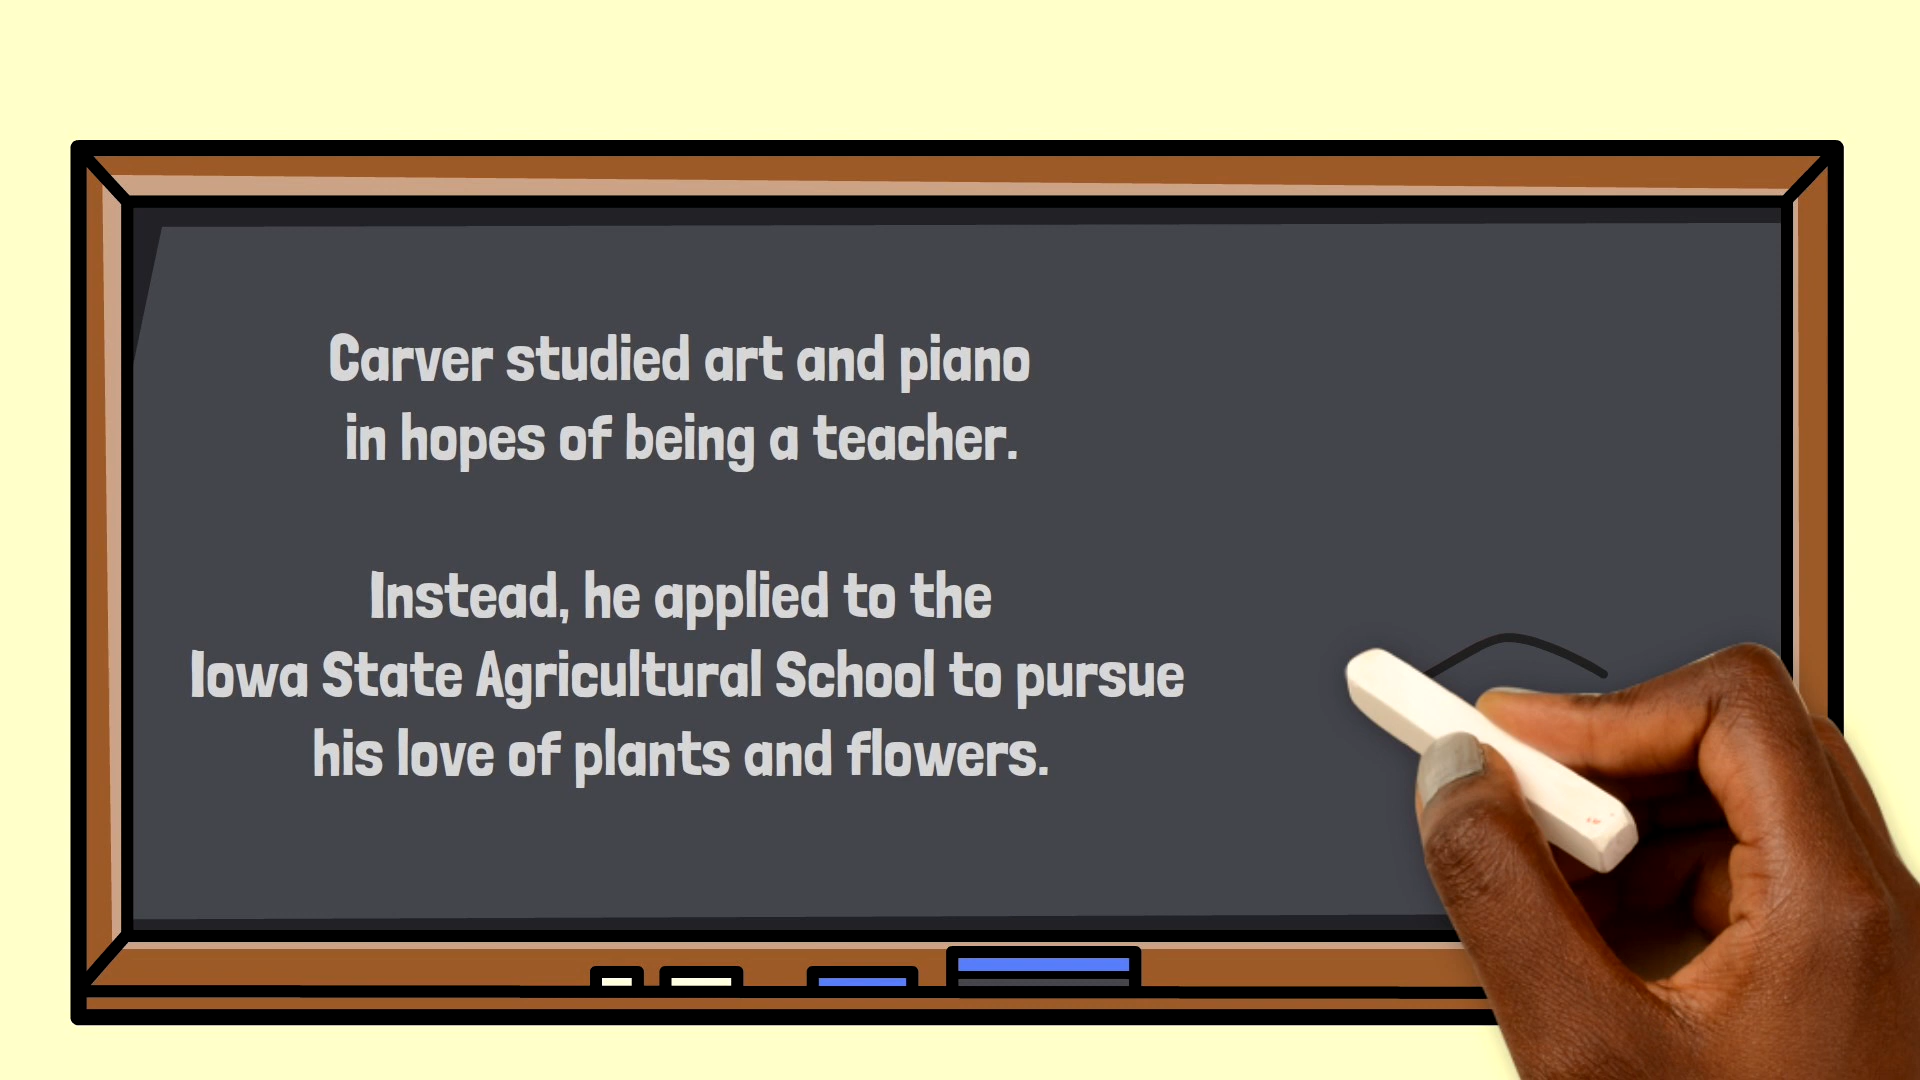 Carver studied art and piano
in hopes of being a teacher.
Instead, he applied to the
Iowa State Agricultural School to pursue
his love of plants and flowers.